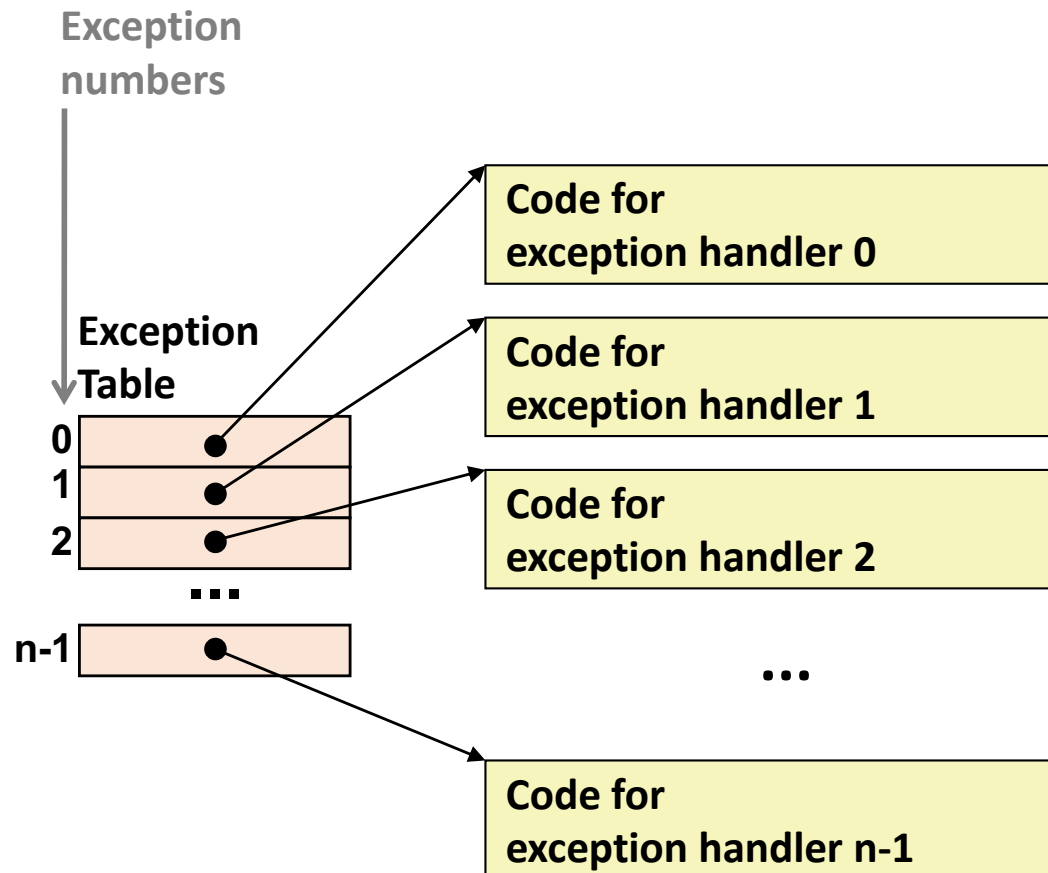 Exception
numbers
Code for
exception handler 0
Exception
Table
Code for
exception handler 1
0
1
2
Code for
exception handler 2
...
n-1
...
Code for
exception handler n-1